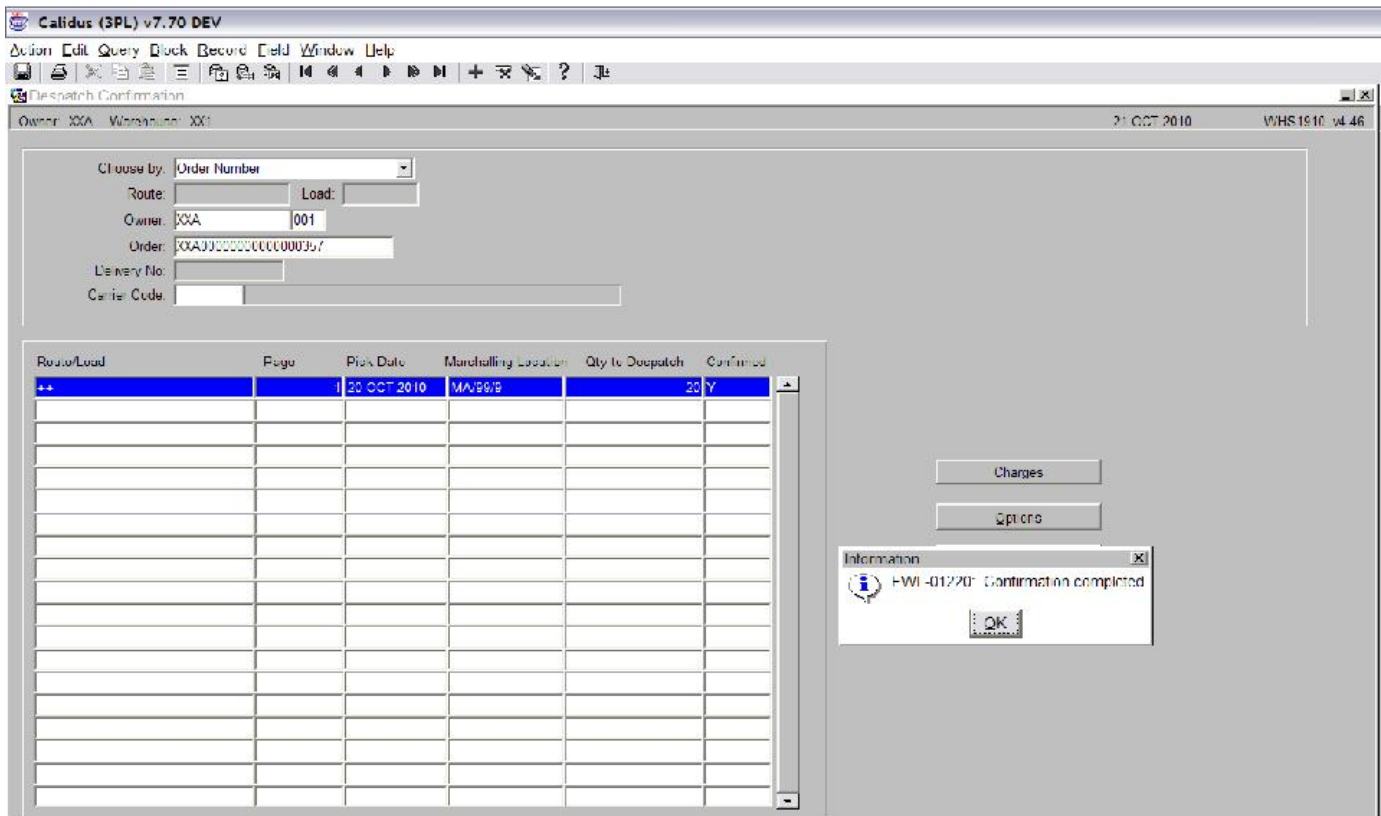 Calidus (3PL) v7.70 DEV
Action Edit Query Block Record Field Window Help
Despatch Confirmation
Owner: XXA Warehouse: XX1 21 OCT 2010 WHS1910 v4.46
Choose by: Order Number
Route: Load:
Owner: XXA 001
Order:
Delivery No:
Carrier Code:
Route/Load Page Pick Date Marshalling Location Qty to Despatch Confirmed
++ 1 20 OCT 2010 MA/99/9 20 Y
Charges
Options
Information
Confirmation completed
OK